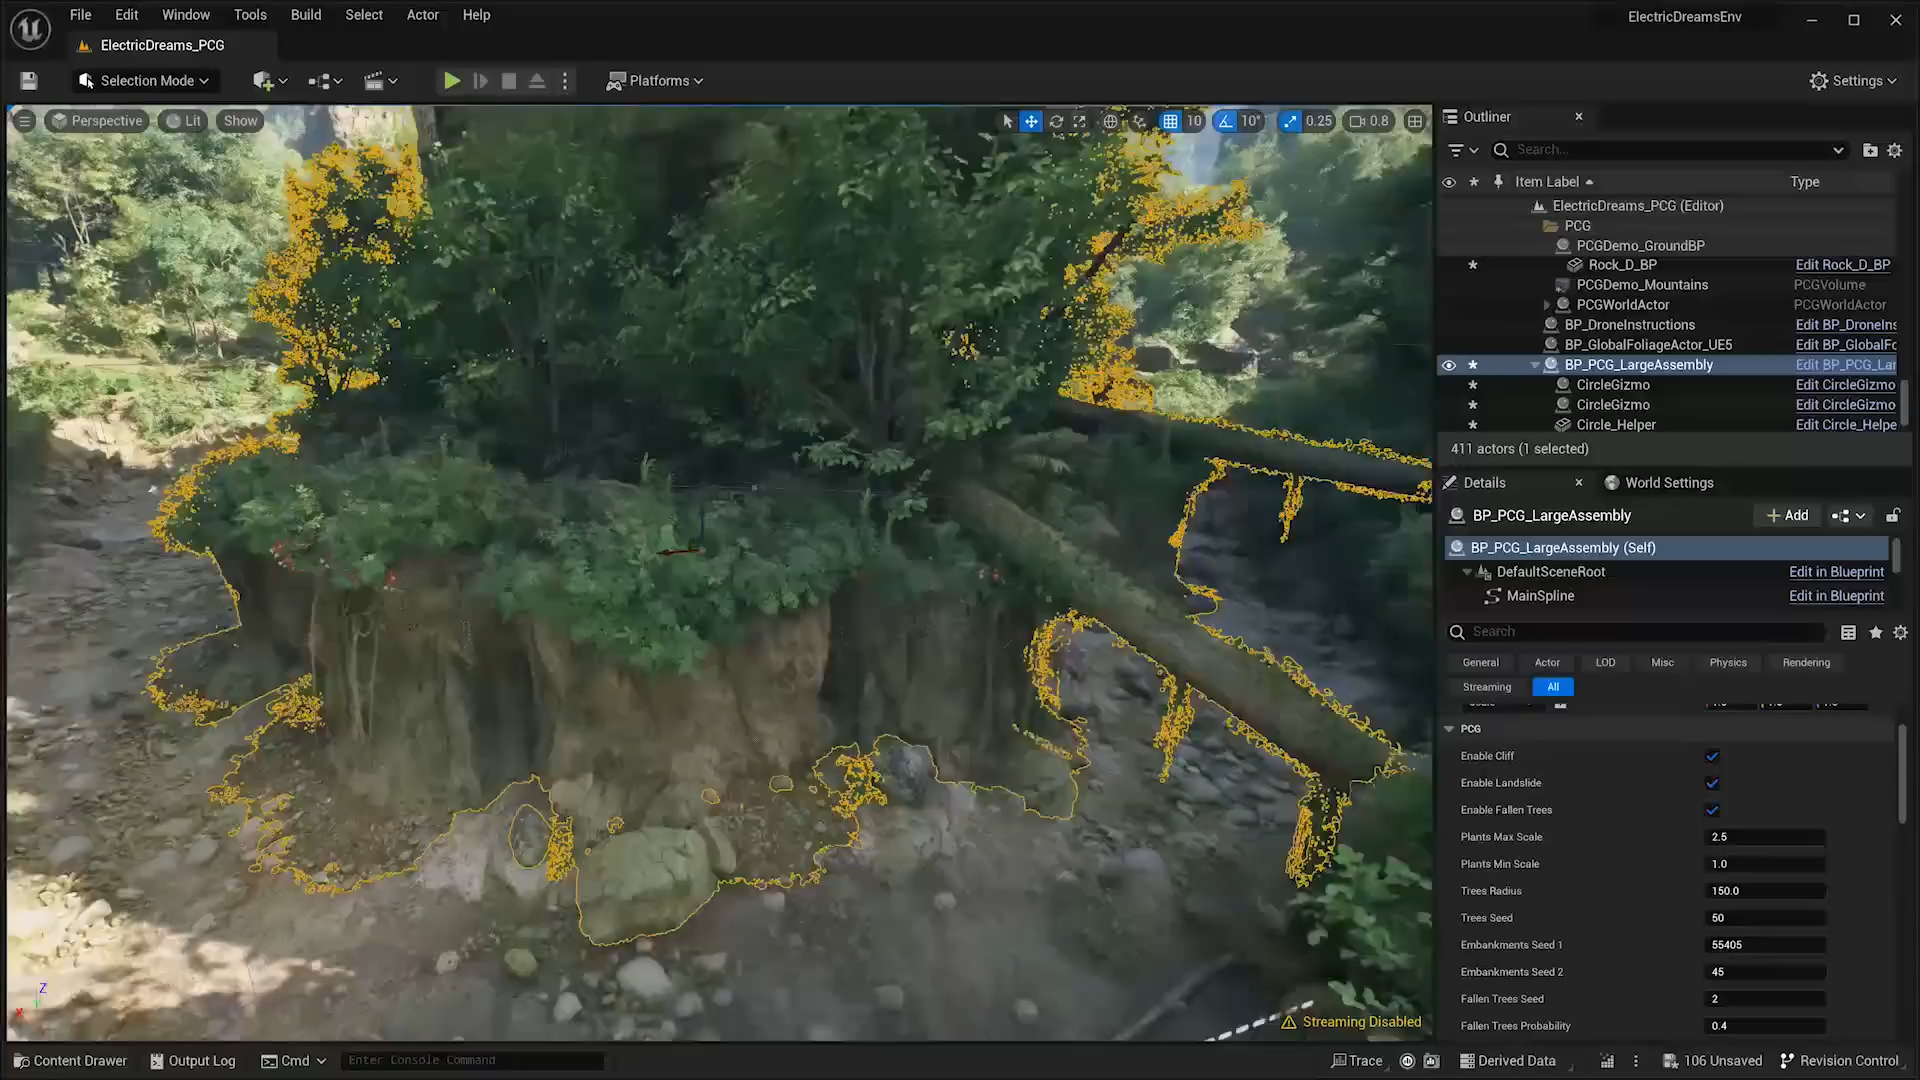 File Edit Window Tools Build Select Actor Help
ElectricDreamsEnv
ElectricDreams_PCG
Selection Mode
Platforms
Settings
Perspective Lit Show
10 10° 0.25 0.8
Outliner
Search...
Item Label Type
ElectricDreams_PCG (Editor)
PCG
PCGDemo_GroundBP
Rock_D_BP Edit Rock_D_BP
PCGDemo_Mountains PCGVolume
PCGWorldActor PCGWorldActor
BP_DroneInstructions Edit BP_DroneIns
BP_GlobalFoliageActor_UE5 Edit BP_GlobalFo
BP_PCG_LargeAssembly Edit BP_PCG_Lar
CircleGizmo Edit CircleGizmo
CircleGizmo Edit CircleGizmo
Circle_Helper Edit Circle_Helpe
411 actors (1 selected)
Details World Settings
BP_PCG_LargeAssembly Add
BP_PCG_LargeAssembly (Self)
DefaultSceneRoot Edit in Blueprint
MainSpline Edit in Blueprint
Search
General Actor LOD Misc Physics Rendering
Streaming All
PCG
Enable Cliff
Enable Landslide
Enable Fallen Trees
Plants Max Scale 2.5
Plants Min Scale 1.0
Trees Radius 150.0
Trees Seed 50
Embankments Seed 1 55405
Embankments Seed 2 45
Fallen Trees Seed 2
Fallen Trees Probability 0.4
Z
X
Streaming Disabled
Content Drawer Output Log Cmd Enter Console Command
Trace Derived Data 106 Unsaved Revision Control